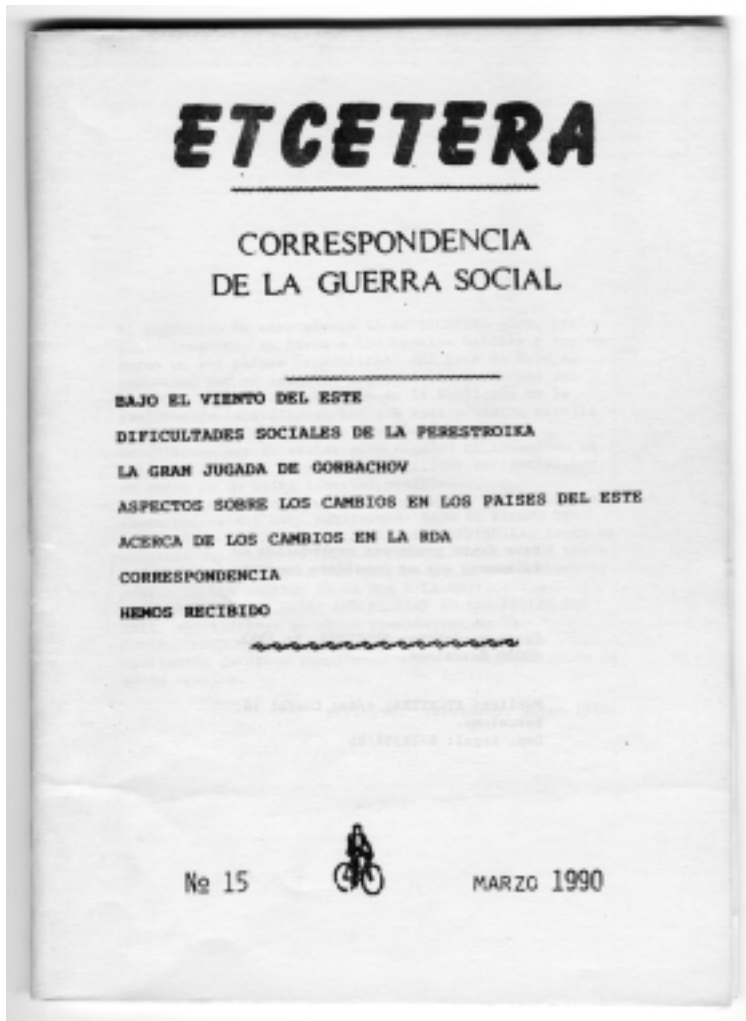 ETCETERA
CORRESPONDENCIA
DE LA GUERRA SOCIAL
BAJO EL VIENTO DEL ESTE
DIFICULTADES SOCIALES DE LA PERESTROIKA
LA GRAN JUGADA DE GORBACHOV
ASPECTOS SOBRE LOS CAMBIOS EN LOS PAISES DEL ESTE
ACERCA DE LOS CAMBIOS EN LA RDA
CORRESPONDENCIA
HEMOS RECIBIDO
Nº 15
MARZO 1990